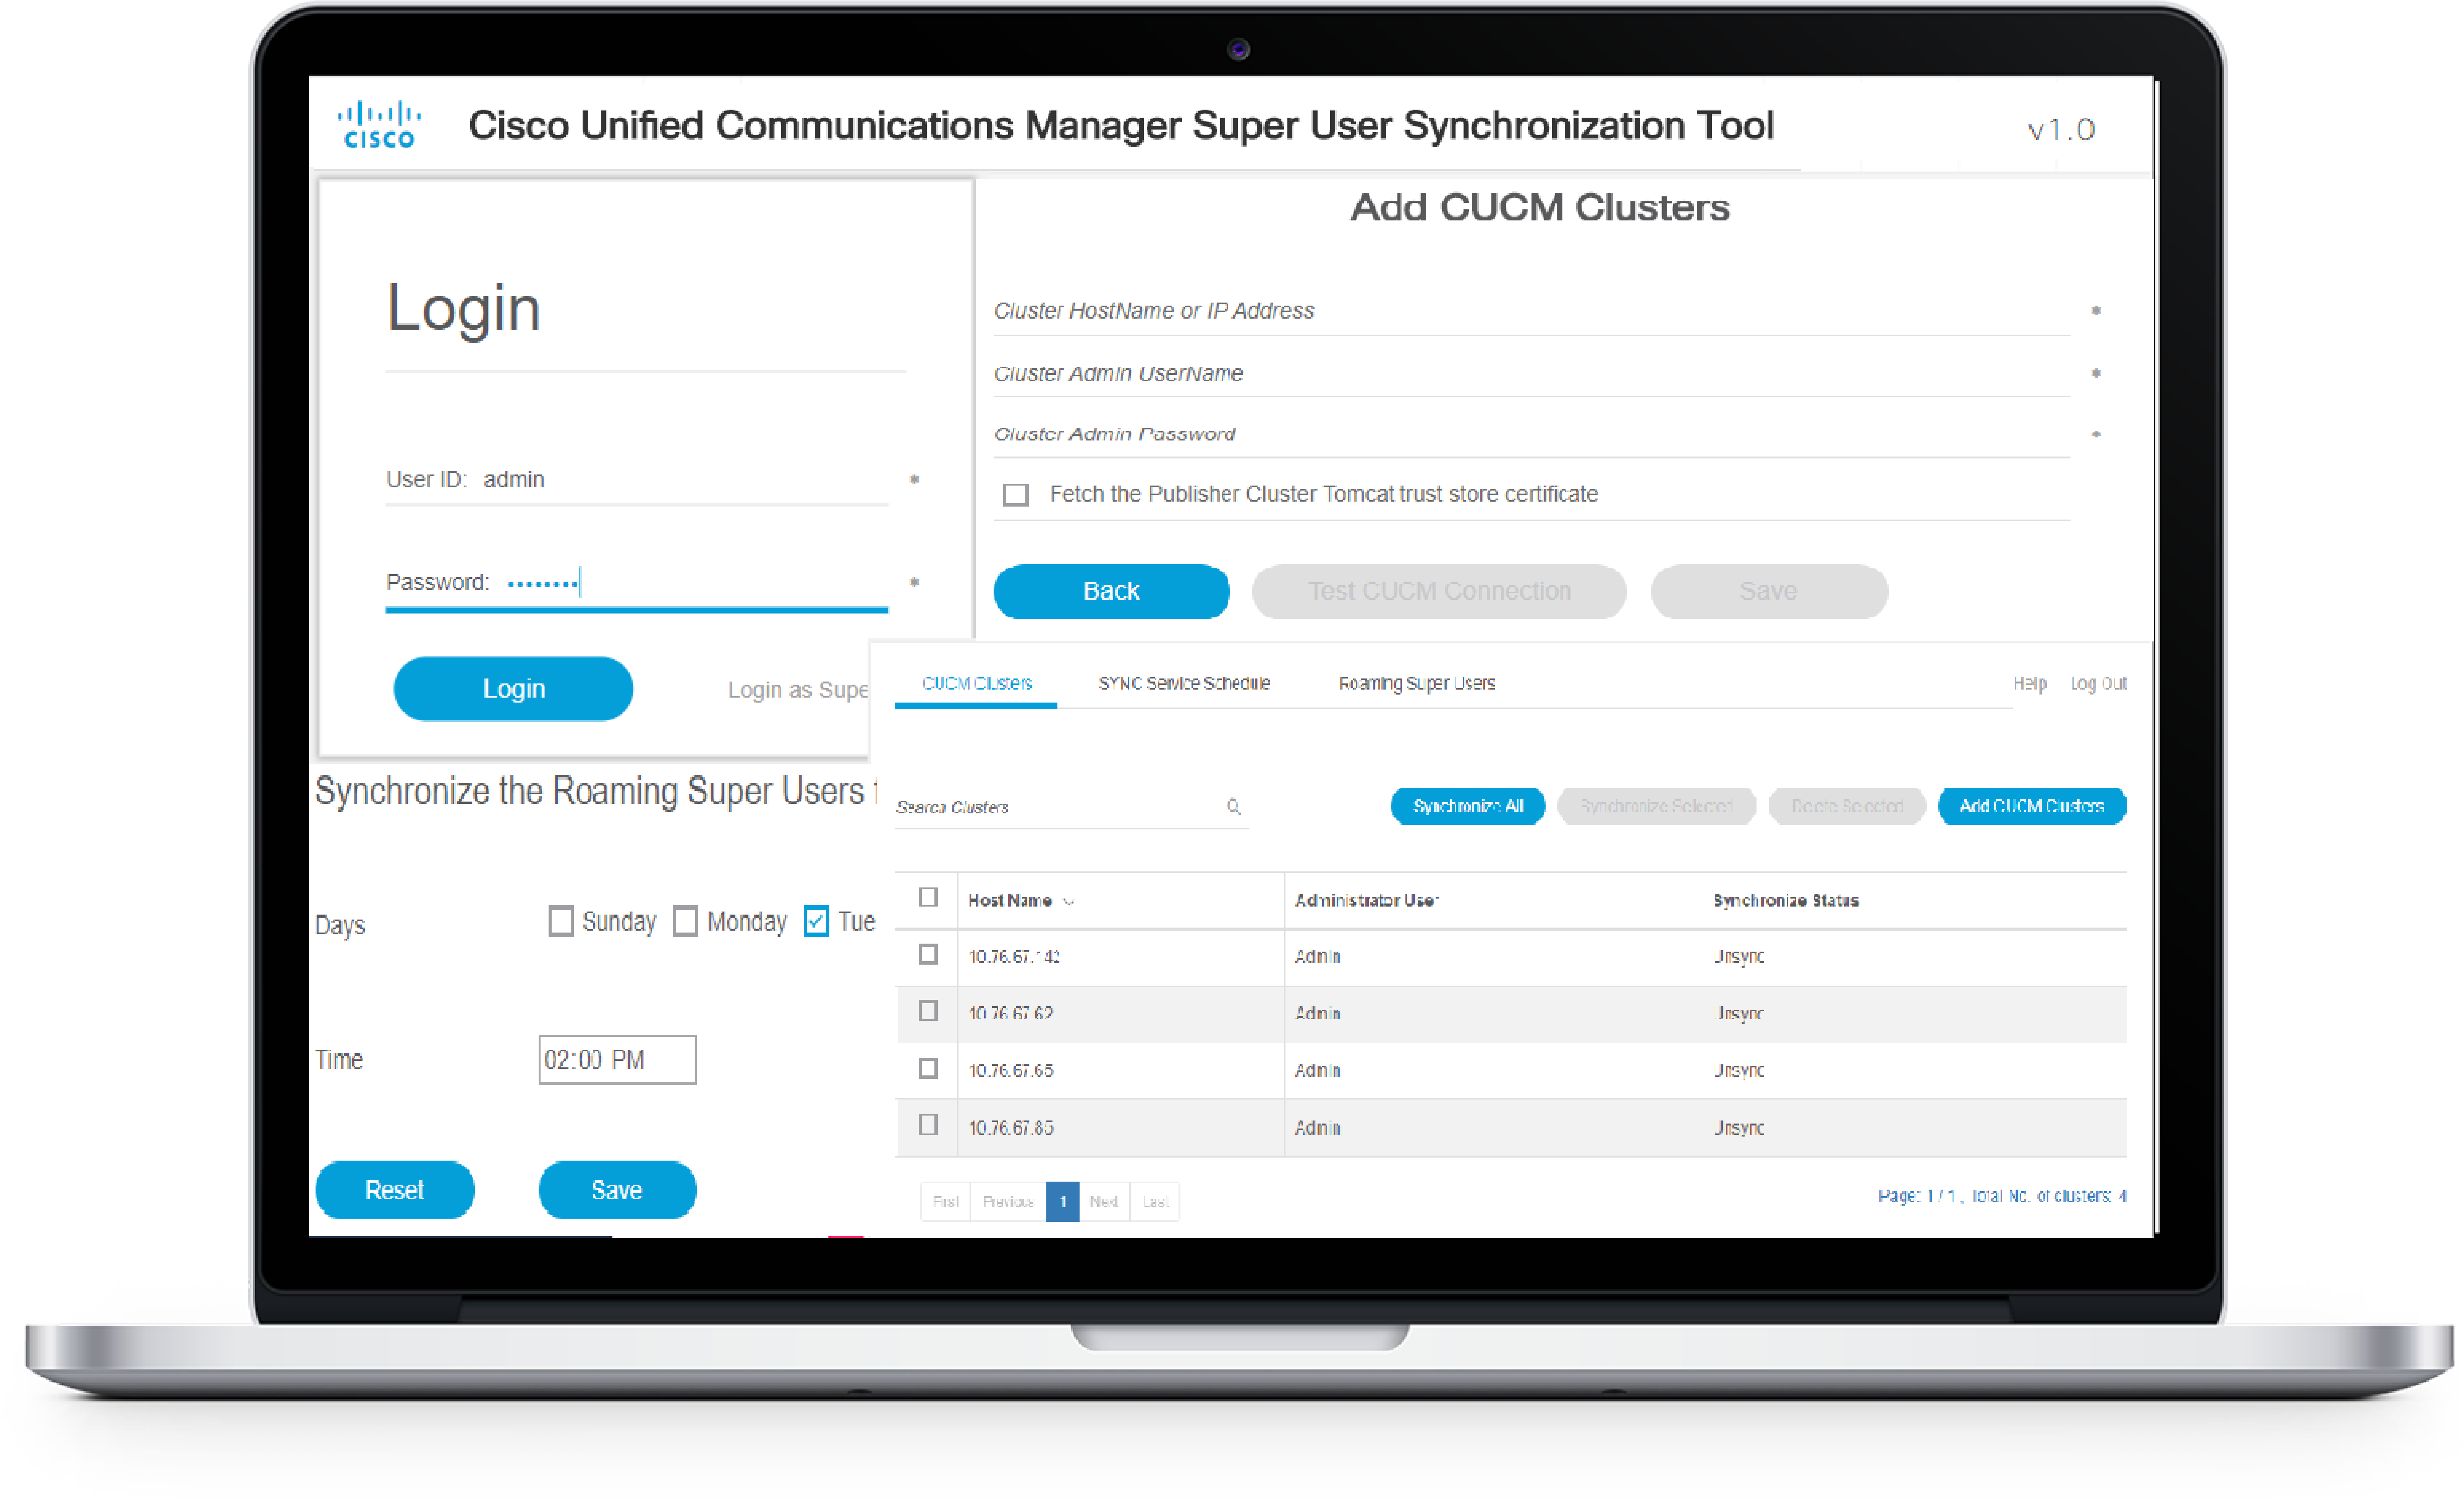 CISCO
Cisco Unified Communications Manager Super User Synchronization Tool
v1.0
Login
User ID: admin *
Password: •••••••• *
Login
Login as Supe
Add CUCM Clusters
Cluster HostName or IP Address *
Cluster Admin UserName *
Cluster Admin Password *
Fetch the Publisher Cluster Tomcat trust store certificate
Back Test CUCM Connection Save
Synchronize the Roaming Super Users
Days Sunday Monday Tue
Time 02:00 PM
Reset Save
CUCM Clusters SYNC Service Schedule Roaming Super Users Help Log Out
Search Clusters Synchronize All Synchronize Selected Delete Selected Add CUCM Clusters
Host Name Administrator User Synchronize Status
10.76.67.142 Admin Unsync
10.76.67.62 Admin Unsync
10.76.67.65 Admin Unsync
10.76.67.85 Admin Unsync
First Previous 1 Next Last
Page: 1 / 1, Total No. of clusters: 4